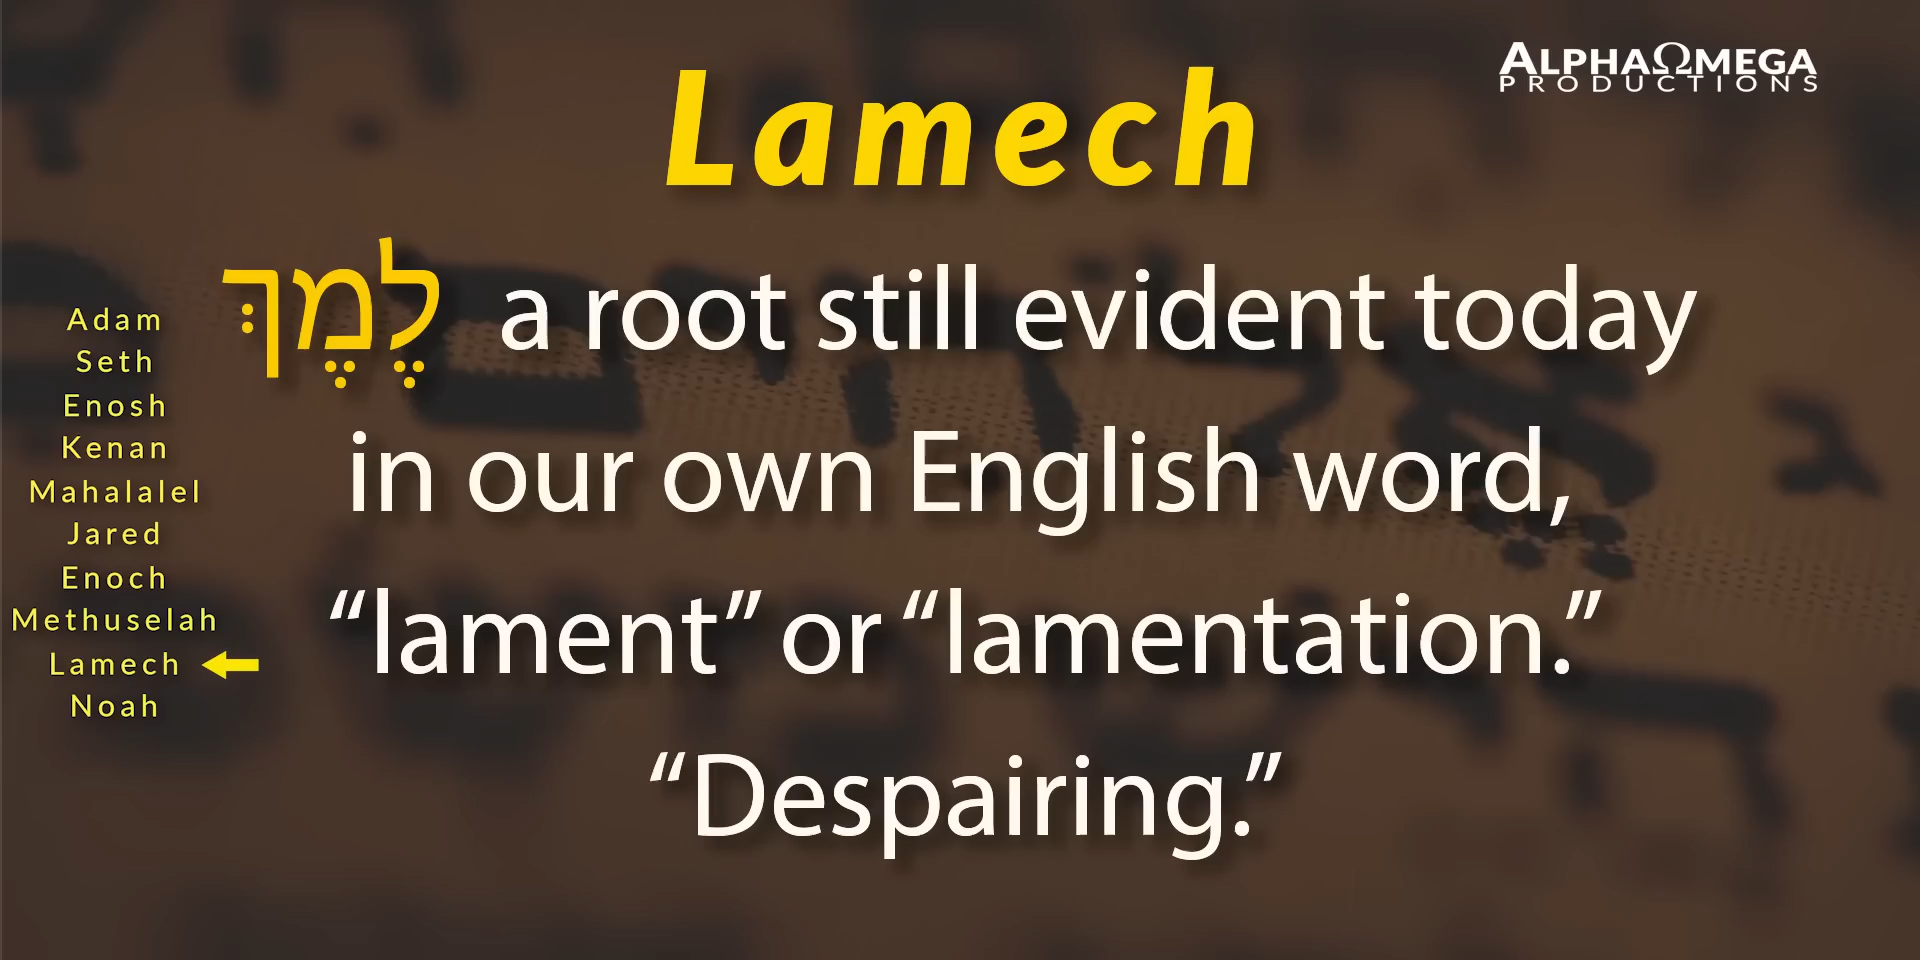 ALPHAΩMEGA
PRODUCTIONS
Lamech
לֶמֶךְ a root still evident today
in our own English word,
“lament” or “lamentation.”
“Despairing.”
Adam
Seth
Enosh
Kenan
Mahalalel
Jared
Enoch
Methuselah
Lamech
Noah